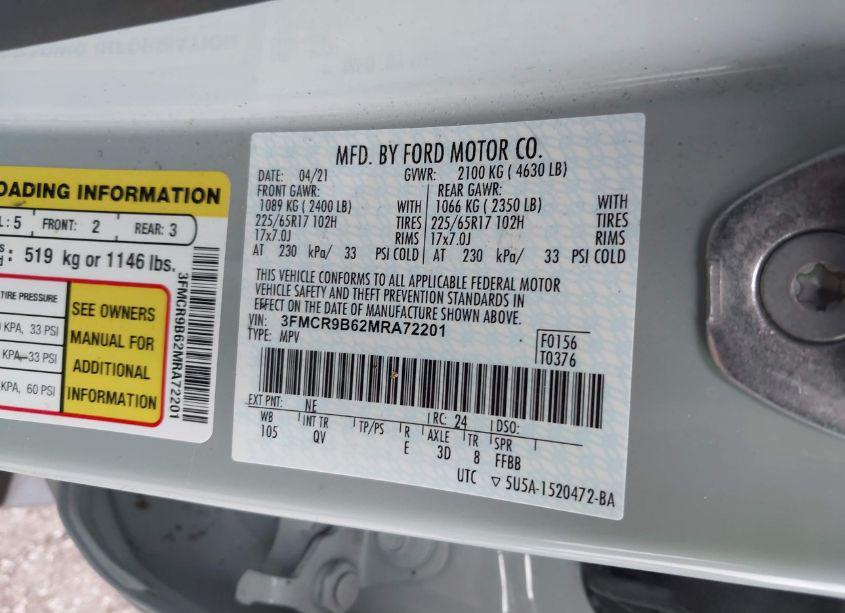 LOADING INFORMATION
L: 5 FRONT: 2 REAR: 3
519 kg or 1146 lbs.
TIRE PRESSURE
KPA, 33 PSI
KPA, 33 PSI
KPA, 60 PSI
SEE OWNERS
MANUAL FOR
ADDITIONAL
INFORMATION
3FMCR9B62MRA72201
MFD. BY FORD MOTOR CO.
DATE: 04/21 GVWR: 2100 KG ( 4630 LB)
FRONT GAWR: REAR GAWR:
1089 KG ( 2400 LB) WITH 1066 KG ( 2350 LB) WITH
225/65R17 102H TIRES 225/65R17 102H TIRES
17x7.0J RIMS 17x7.0J RIMS
AT 230 kPa/ 33 PSI COLD AT 230 kPa/ 33 PSI COLD
THIS VEHICLE CONFORMS TO ALL APPLICABLE FEDERAL MOTOR
VEHICLE SAFETY AND THEFT PREVENTION STANDARDS IN
EFFECT ON THE DATE OF MANUFACTURE SHOWN ABOVE.
VIN: 3FMCR9B62MRA72201
TYPE: MPV
F0156
T0376
EXT PNT: NE RC: 24 DSO:
WB INT TR TP/PS R AXLE TR SPR
105 QV E 3D 8 FFBB
UTC ▽ 5U5A-1520472-BA